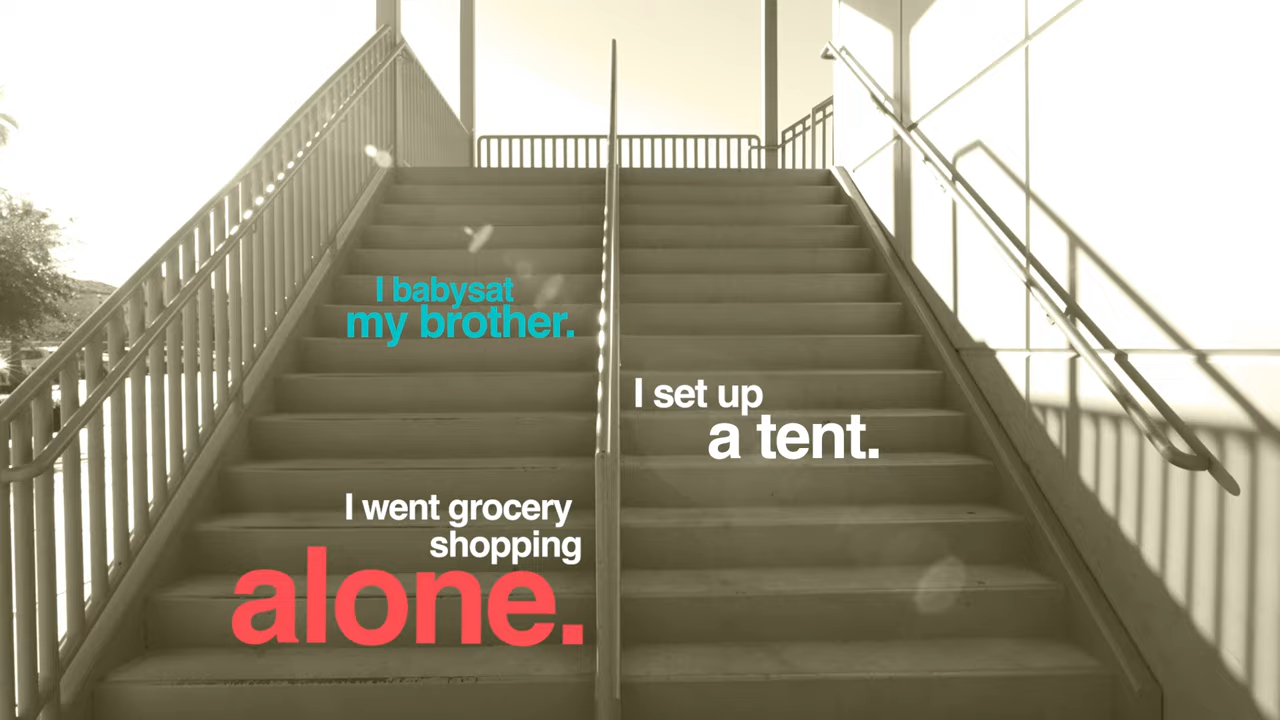 I babysat
my brother.
I set up
a tent.
I went grocery
shopping
alone.